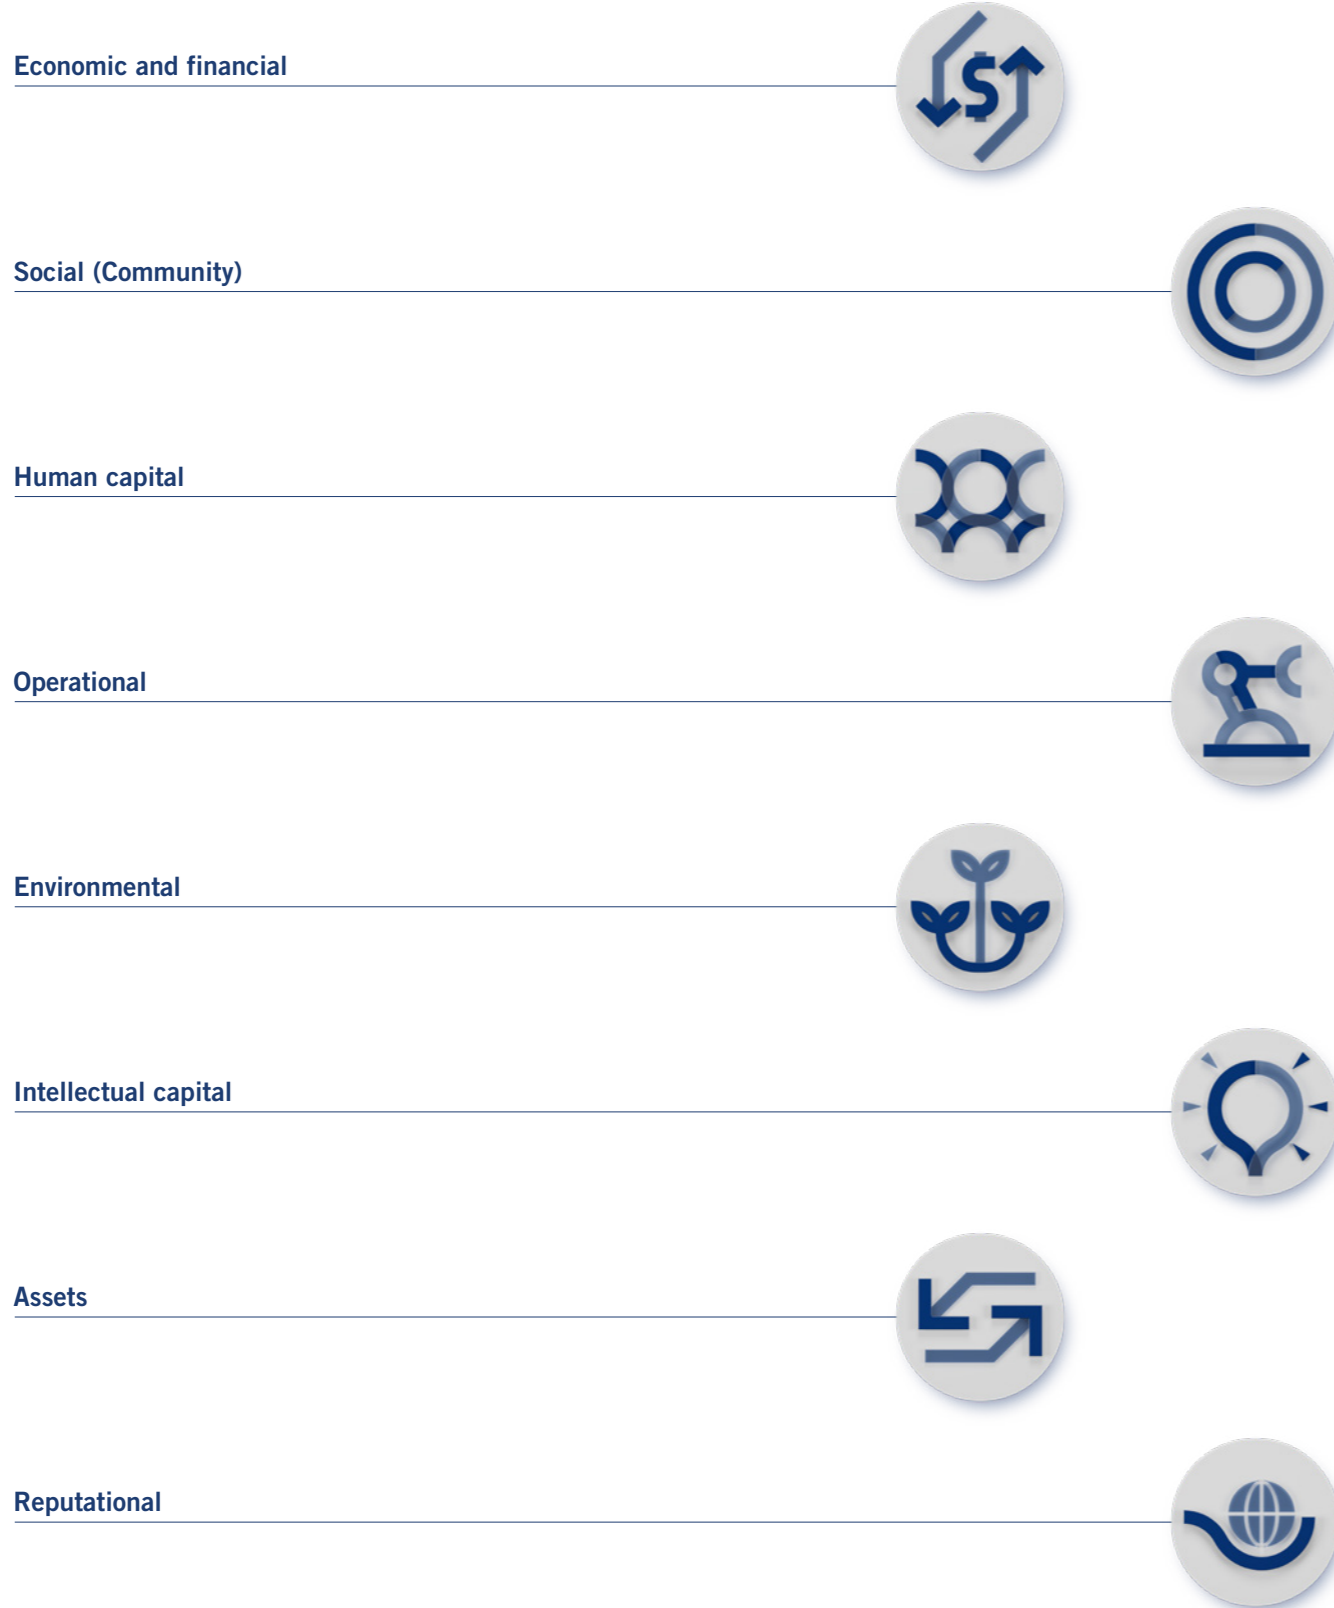 Economic and financial
Social (Community)
Human capital
Operational
Environmental
Intellectual capital
Assets
Reputational